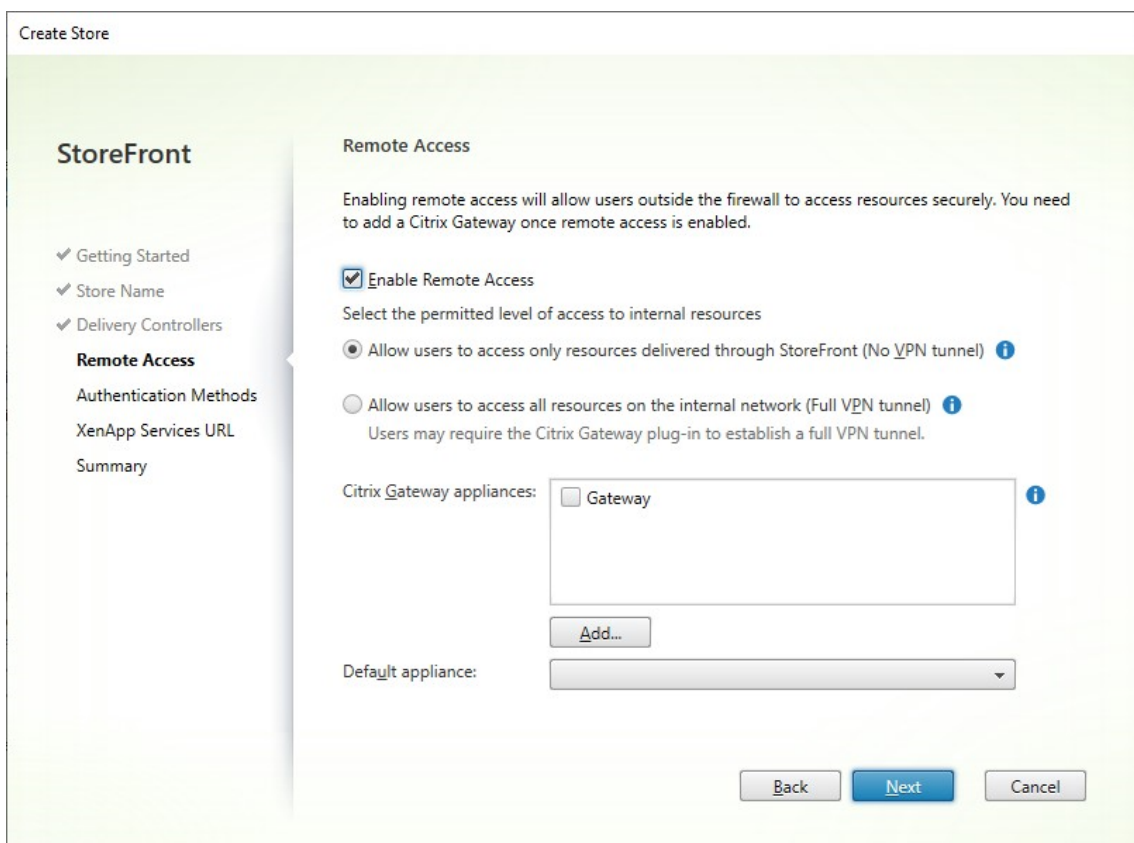 Create Store
StoreFront
Getting Started
Store Name
Delivery Controllers
Remote Access
Authentication Methods
XenApp Services URL
Summary
Remote Access
Enabling remote access will allow users outside the firewall to access resources securely. You need
to add a Citrix Gateway once remote access is enabled.
Enable Remote Access
Select the permitted level of access to internal resources
Allow users to access only resources delivered through StoreFront (No VPN tunnel)
Allow users to access all resources on the internal network (Full VPN tunnel)
Users may require the Citrix Gateway plug-in to establish a full VPN tunnel.
Citrix Gateway appliances:
Gateway
Add...
Default appliance:
Back
Next
Cancel